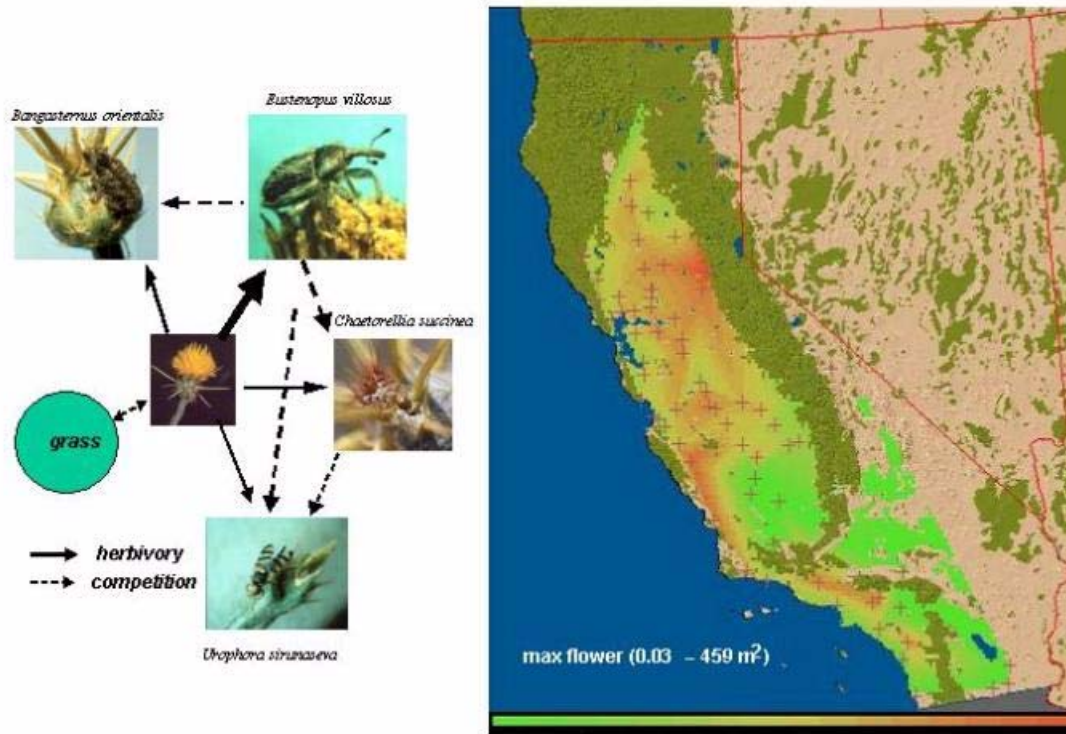 Eustenopus villosus
Bangasternus orientalis
Chaetorellia succinea
grass
herbivory
competition
Urophora sirunaseva
max flower (0.03 – 459 m²)